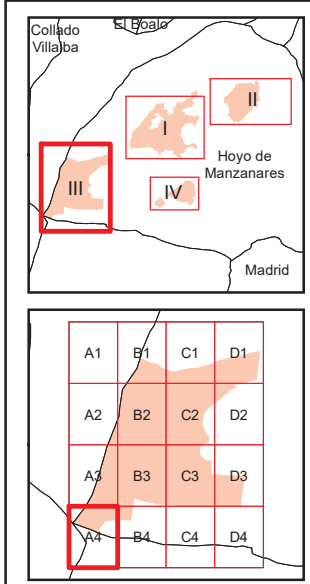 Collado
Villalba
El Boalo
I
II
III
IV
Hoyo de
Manzanares
Madrid
A1 B1 C1 D1
A2 B2 C2 D2
A3 B3 C3 D3
A4 B4 C4 D4